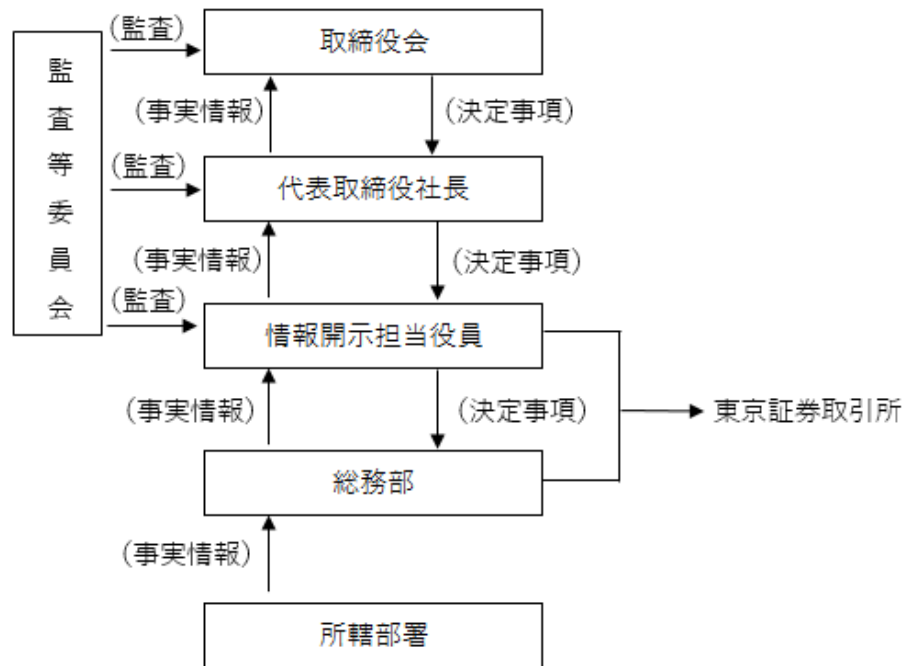 (監査)
取締役会
監査等委員会
(事実情報)
(決定事項)
(監査)
代表取締役社長
(事実情報)
(決定事項)
(監査)
情報開示担当役員
(事実情報)
(決定事項)
東京証券取引所
総務部
(事実情報)
所轄部署